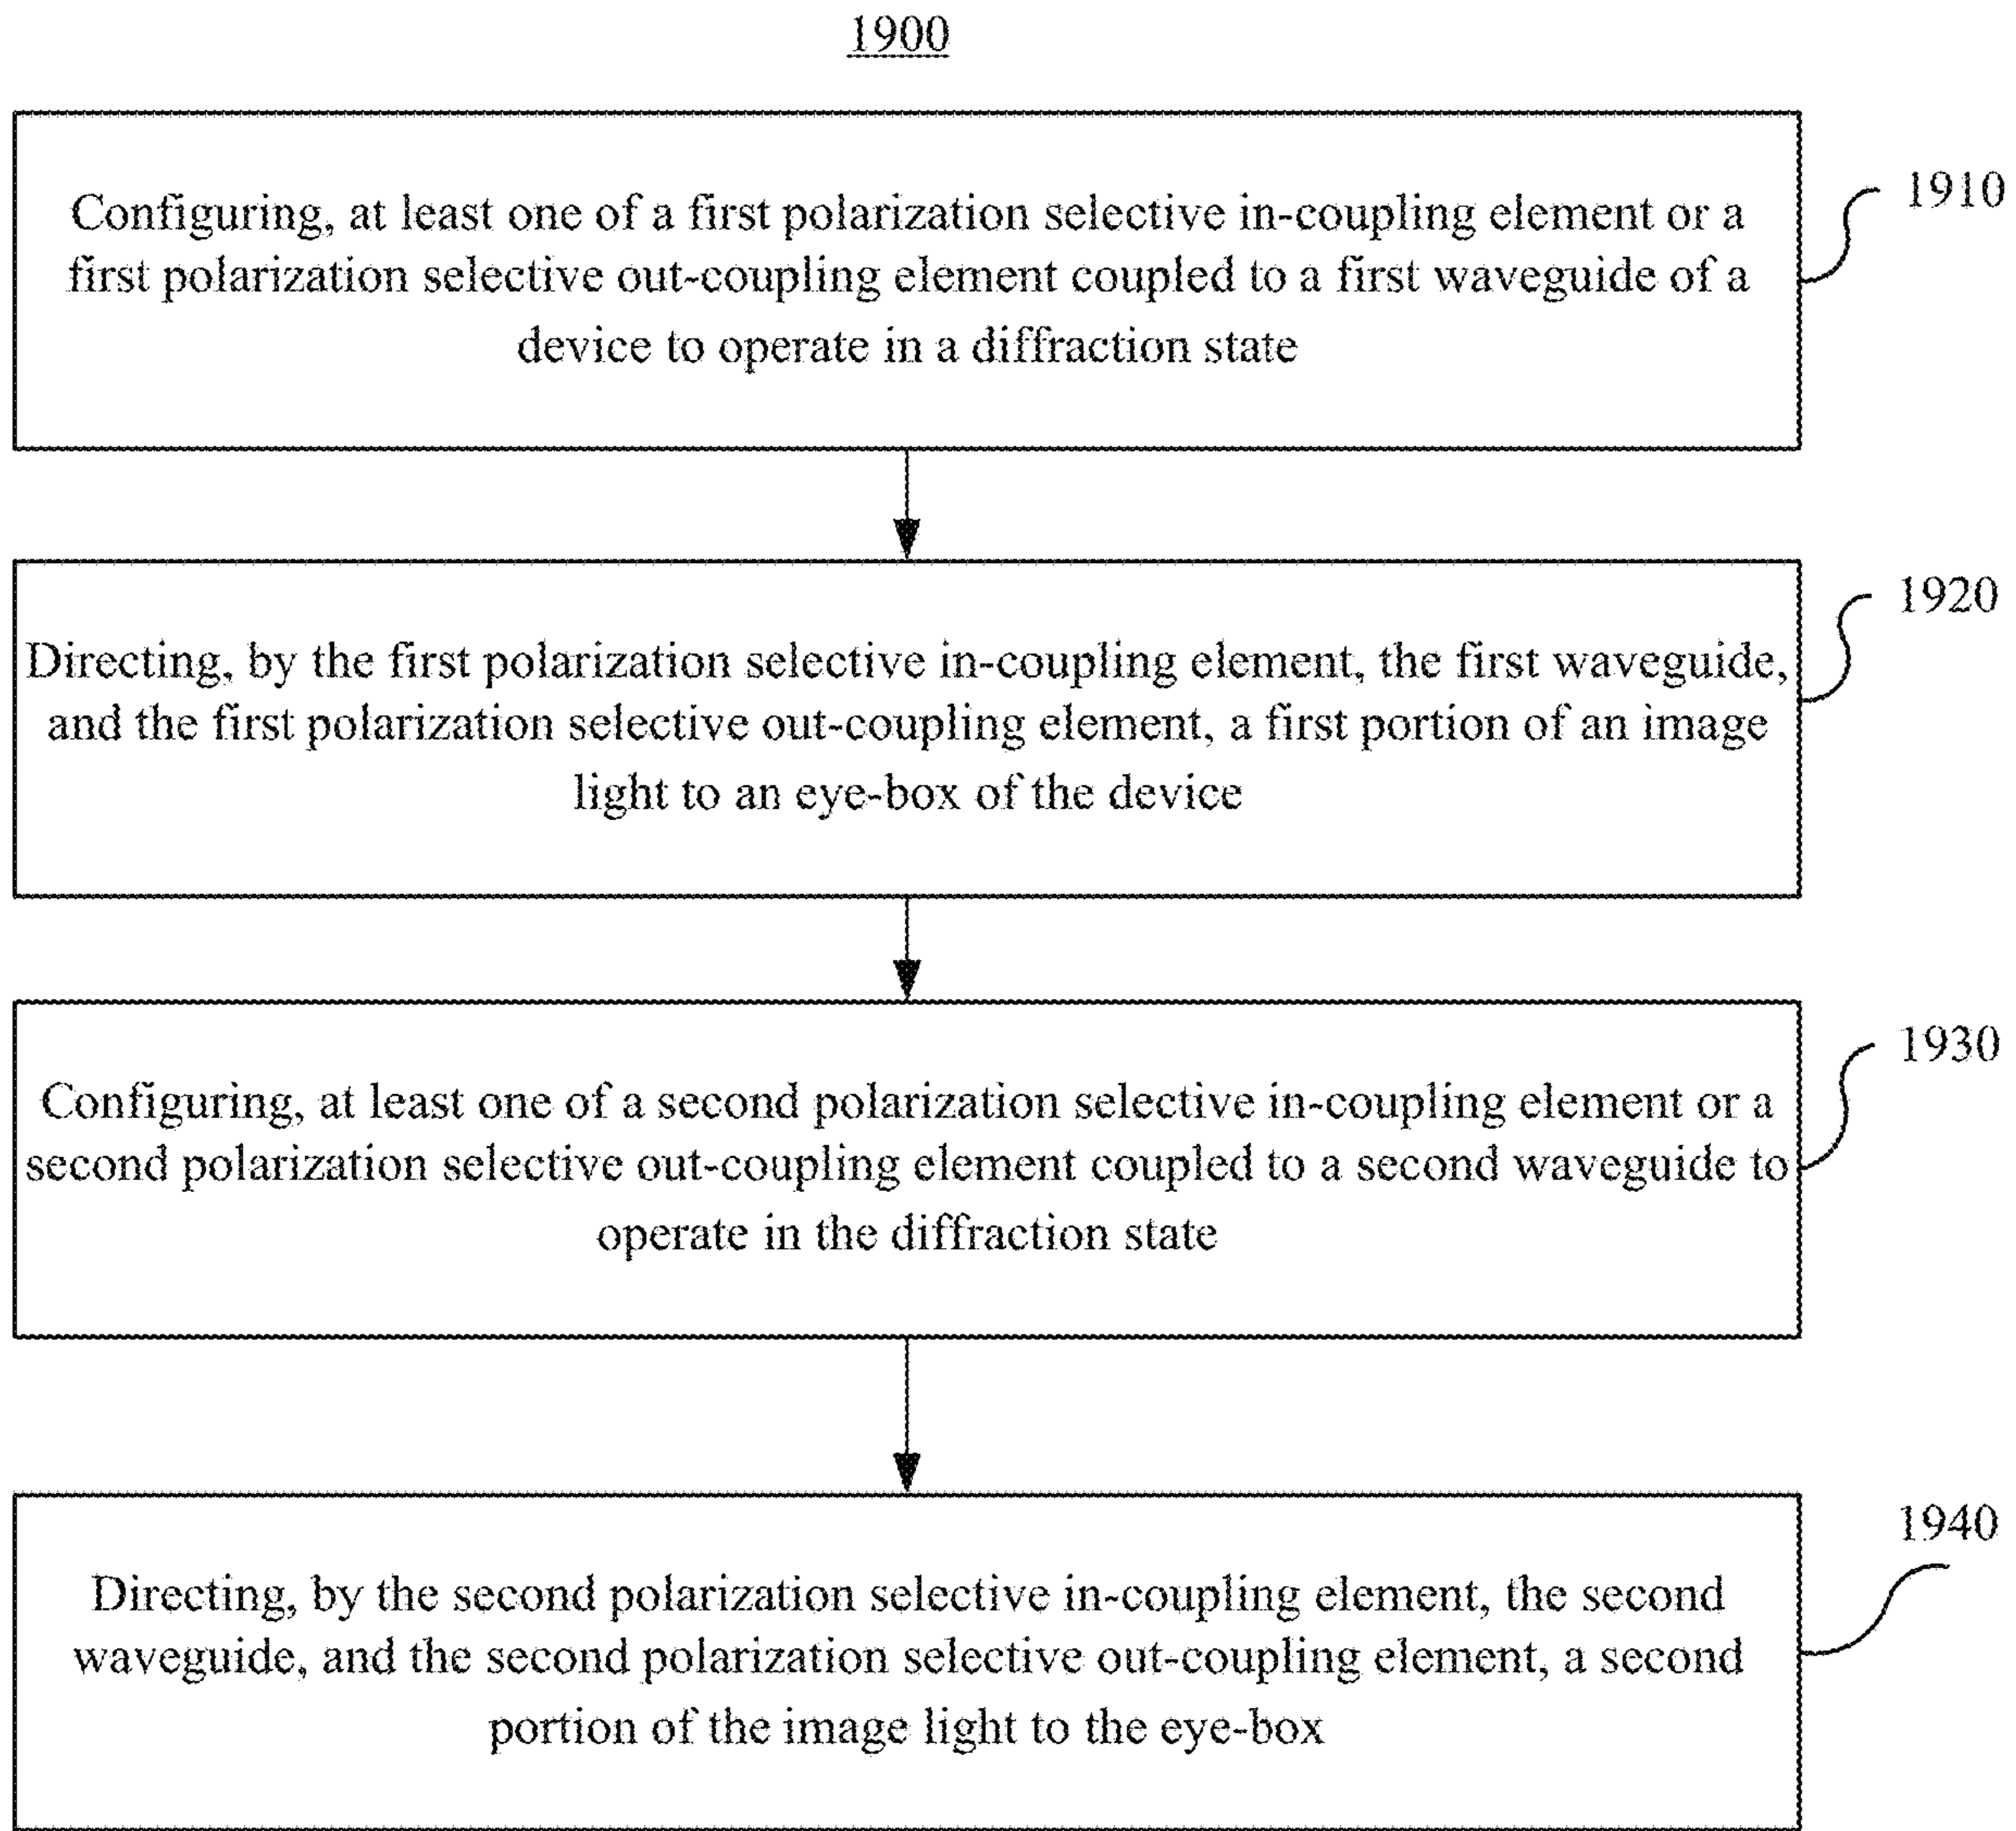 1900
Configuring, at least one of a first polarization selective in-coupling element or a
first polarization selective out-coupling element coupled to a first waveguide of a
device to operate in a diffraction state
1910
Directing, by the first polarization selective in-coupling element, the first waveguide,
and the first polarization selective out-coupling element, a first portion of an image
light to an eye-box of the device
1920
Configuring, at least one of a second polarization selective in-coupling element or a
second polarization selective out-coupling element coupled to a second waveguide to
operate in the diffraction state
1930
Directing, by the second polarization selective in-coupling element, the second
waveguide, and the second polarization selective out-coupling element, a second
portion of the image light to the eye-box
1940